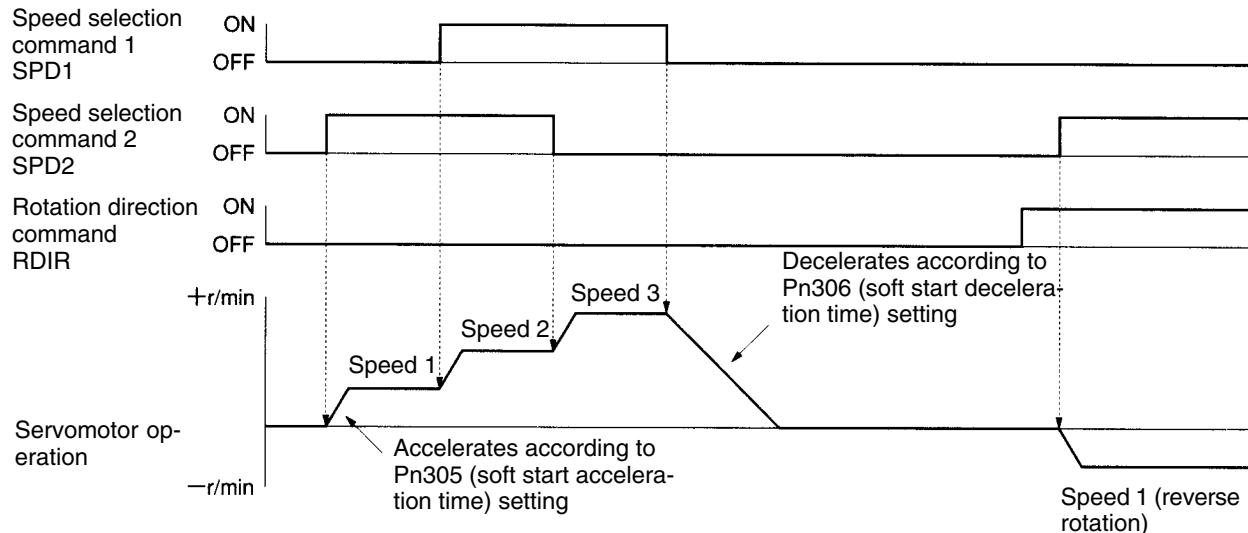 Speed selection
command 1
SPD1
ON
OFF
Speed selection
command 2
SPD2
ON
OFF
Rotation direction
command
RDIR
ON
OFF
Decelerates according to
Pn306 (soft start decelera-
tion time) setting
+r/min
Speed 3
Speed 2
Speed 1
Servomotor op-
eration
Accelerates according to
Pn305 (soft start accelera-
tion time) setting
−r/min
Speed 1 (reverse
rotation)